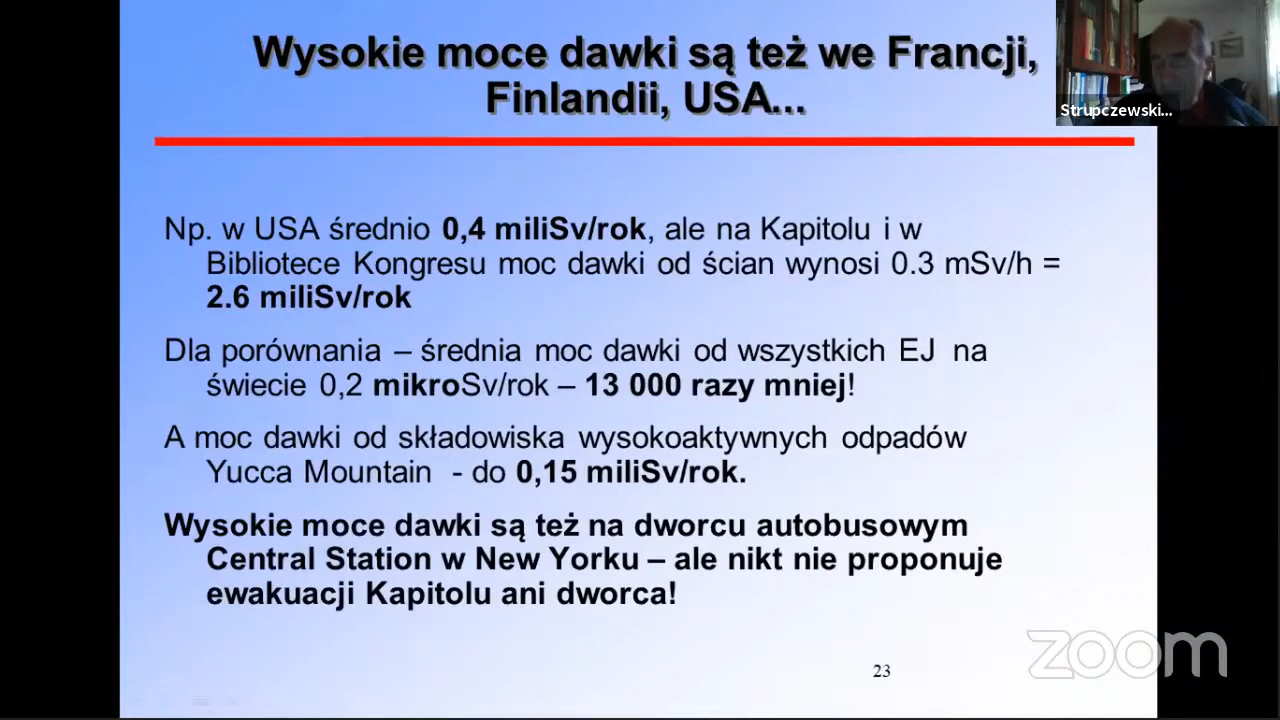 Wysokie moce dawki są też we Francji,
Finlandii, USA...
Strupczewski...
Np. w USA średnio 0,4 miliSv/rok, ale na Kapitolu i w
Bibliotece Kongresu moc dawki od ścian wynosi 0.3 mSv/h =
2.6 miliSv/rok
Dla porównania – średnia moc dawki od wszystkich EJ na
świecie 0,2 mikroSv/rok – 13 000 razy mniej!
A moc dawki od składowiska wysokoaktywnych odpadów
Yucca Mountain - do 0,15 miliSv/rok.
Wysokie moce dawki są też na dworcu autobusowym
Central Station w New Yorku – ale nikt nie proponuje
ewakuacji Kapitolu ani dworca!
zoom
23